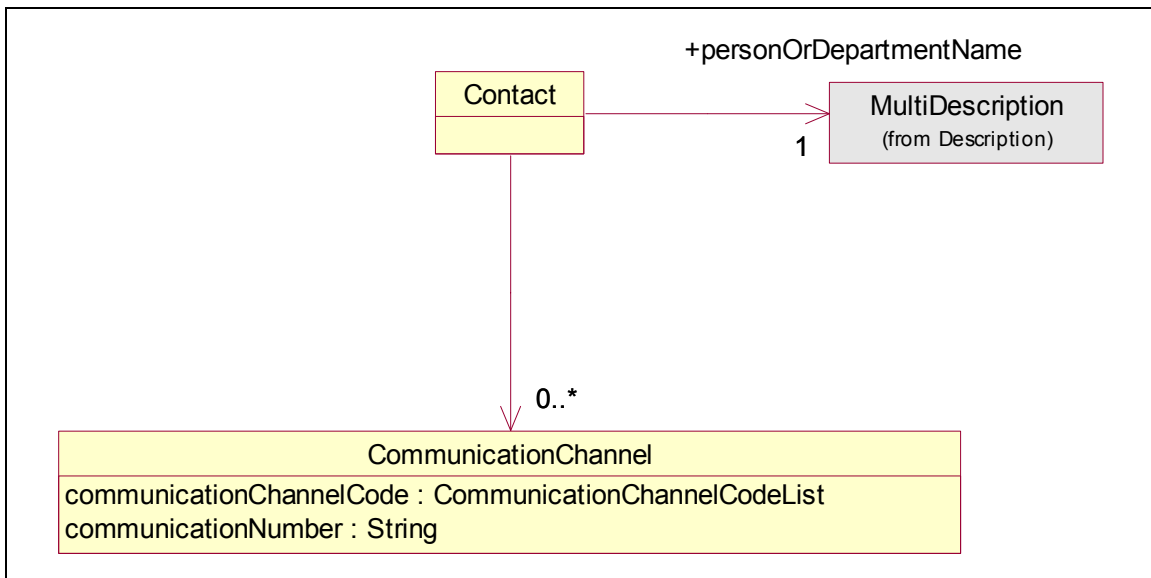 +personOrDepartmentName
Contact
MultiDescription
(from Description)
1
0..*
CommunicationChannel
communicationChannelCode : CommunicationChannelCodeList
communicationNumber : String